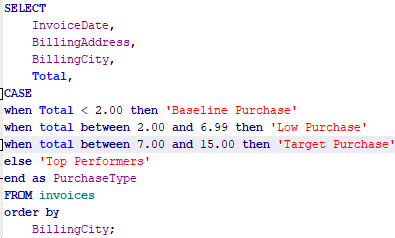 SELECT
InvoiceDate,
BillingAddress,
BillingCity,
Total,
CASE
when Total < 2.00 then 'Baseline Purchase'
when total between 2.00 and 6.99 then 'Low Purchase'
when total between 7.00 and 15.00 then 'Target Purchase'
else 'Top Performers'
end as PurchaseType
FROM invoices
order by
BillingCity;